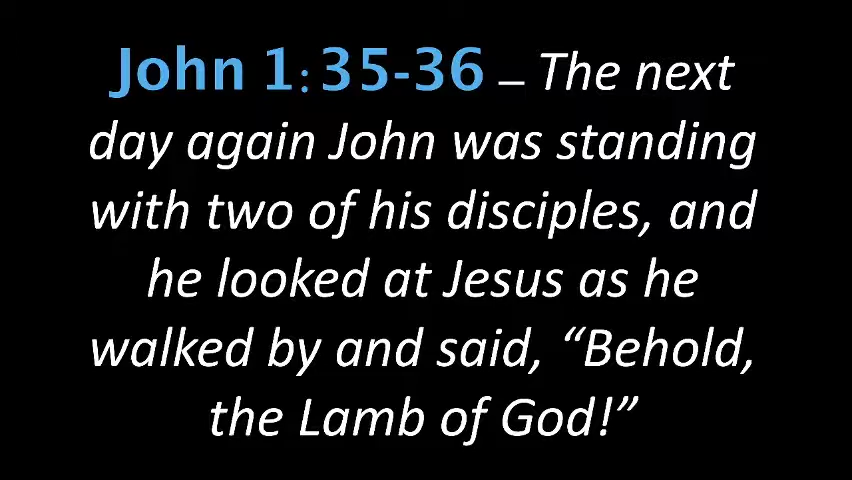 John 1:35-36 – The next
day again John was standing
with two of his disciples, and
he looked at Jesus as he
walked by and said, “Behold,
the Lamb of God!”